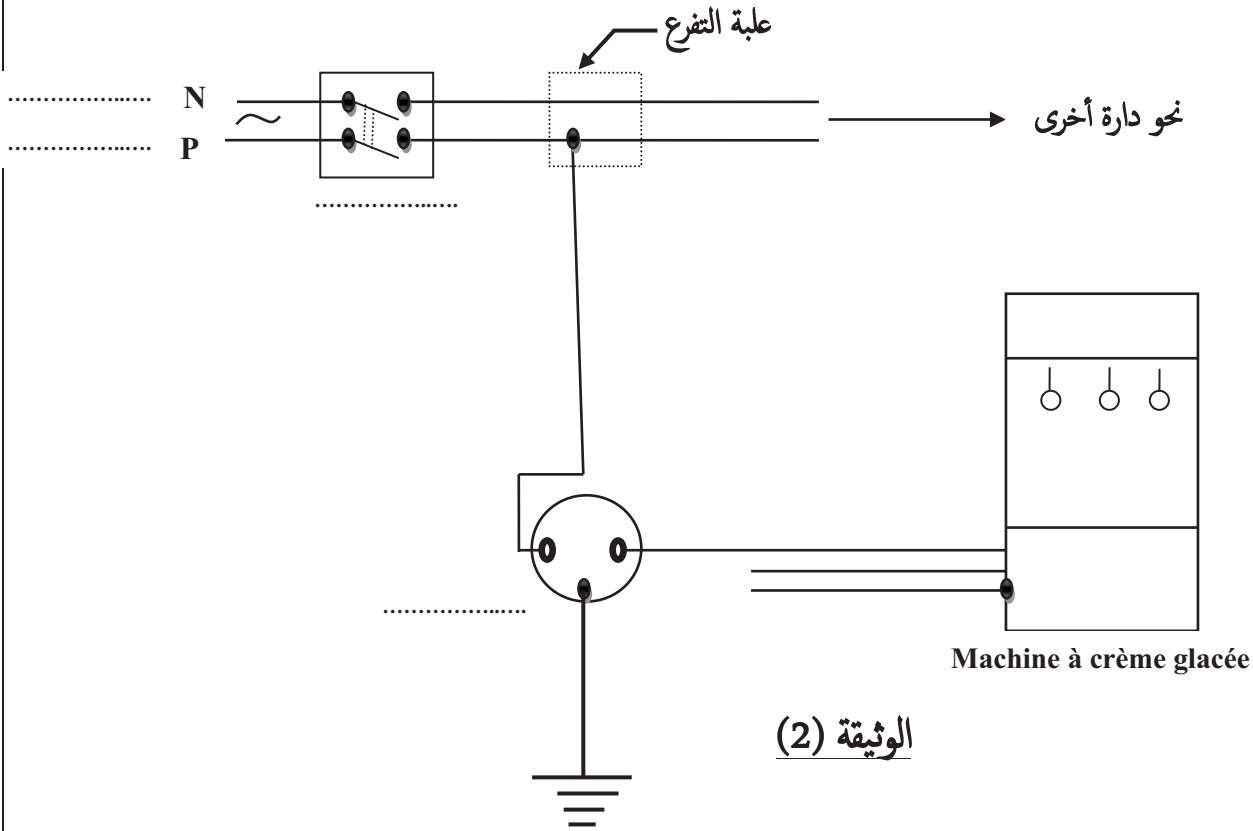 علبة التفرع
..................... N
نحو دارة أخرى
..................... P
.....................
.....................
Machine à crème glacée
الوثيقة (2)